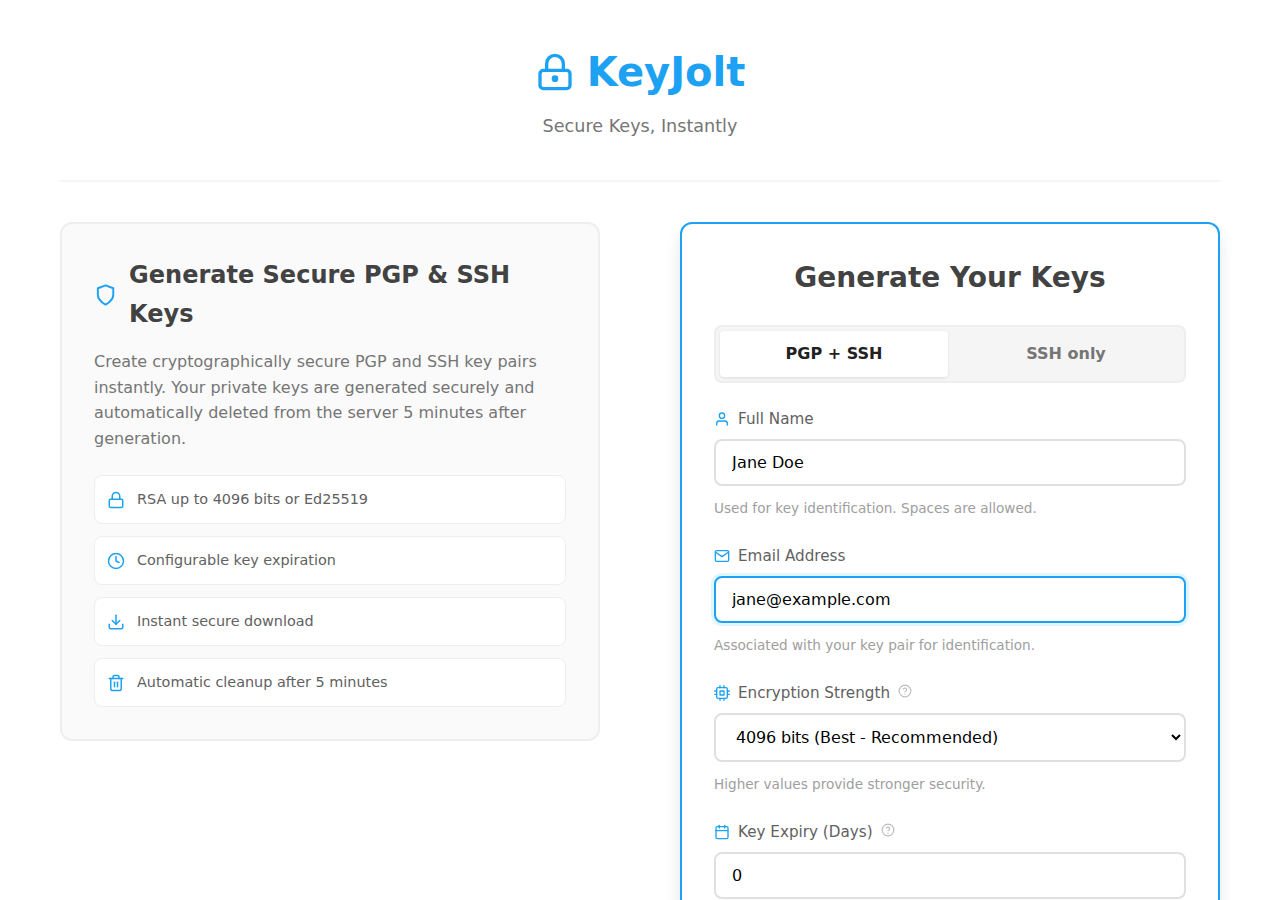 KeyJolt
Secure Keys, Instantly
Generate Secure PGP & SSH
Keys
Create cryptographically secure PGP and SSH key pairs
instantly. Your private keys are generated securely and
automatically deleted from the server 5 minutes after
generation.
RSA up to 4096 bits or Ed25519
Configurable key expiration
Instant secure download
Automatic cleanup after 5 minutes
Generate Your Keys
PGP + SSH
SSH only
Full Name
Jane Doe
Used for key identification. Spaces are allowed.
Email Address
jane@example.com
Associated with your key pair for identification.
Encryption Strength
4096 bits (Best - Recommended)
Higher values provide stronger security.
Key Expiry (Days)
0